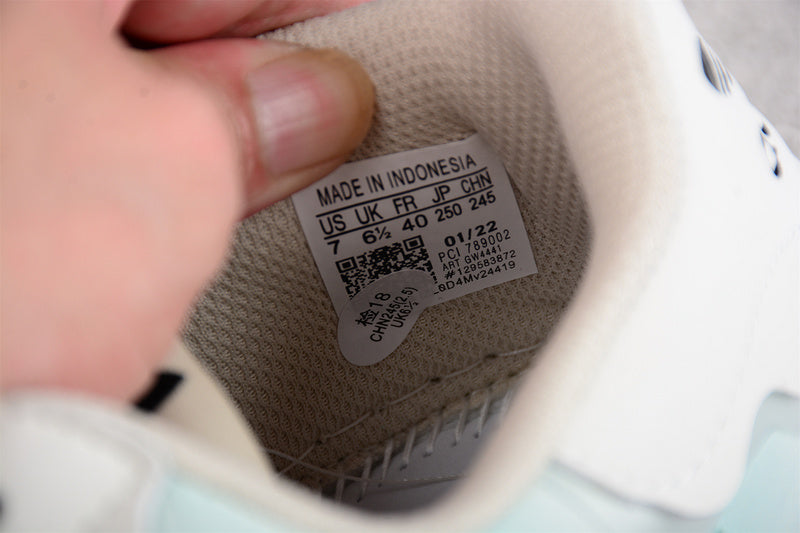 MADE IN INDONESIA
US UK FR JP CHN
7 6½ 40 250 245
01/22
PCI 789002
ART GW4441
#129583872
0D4Mv24419
检18
CHN245(2.5)
UK6½